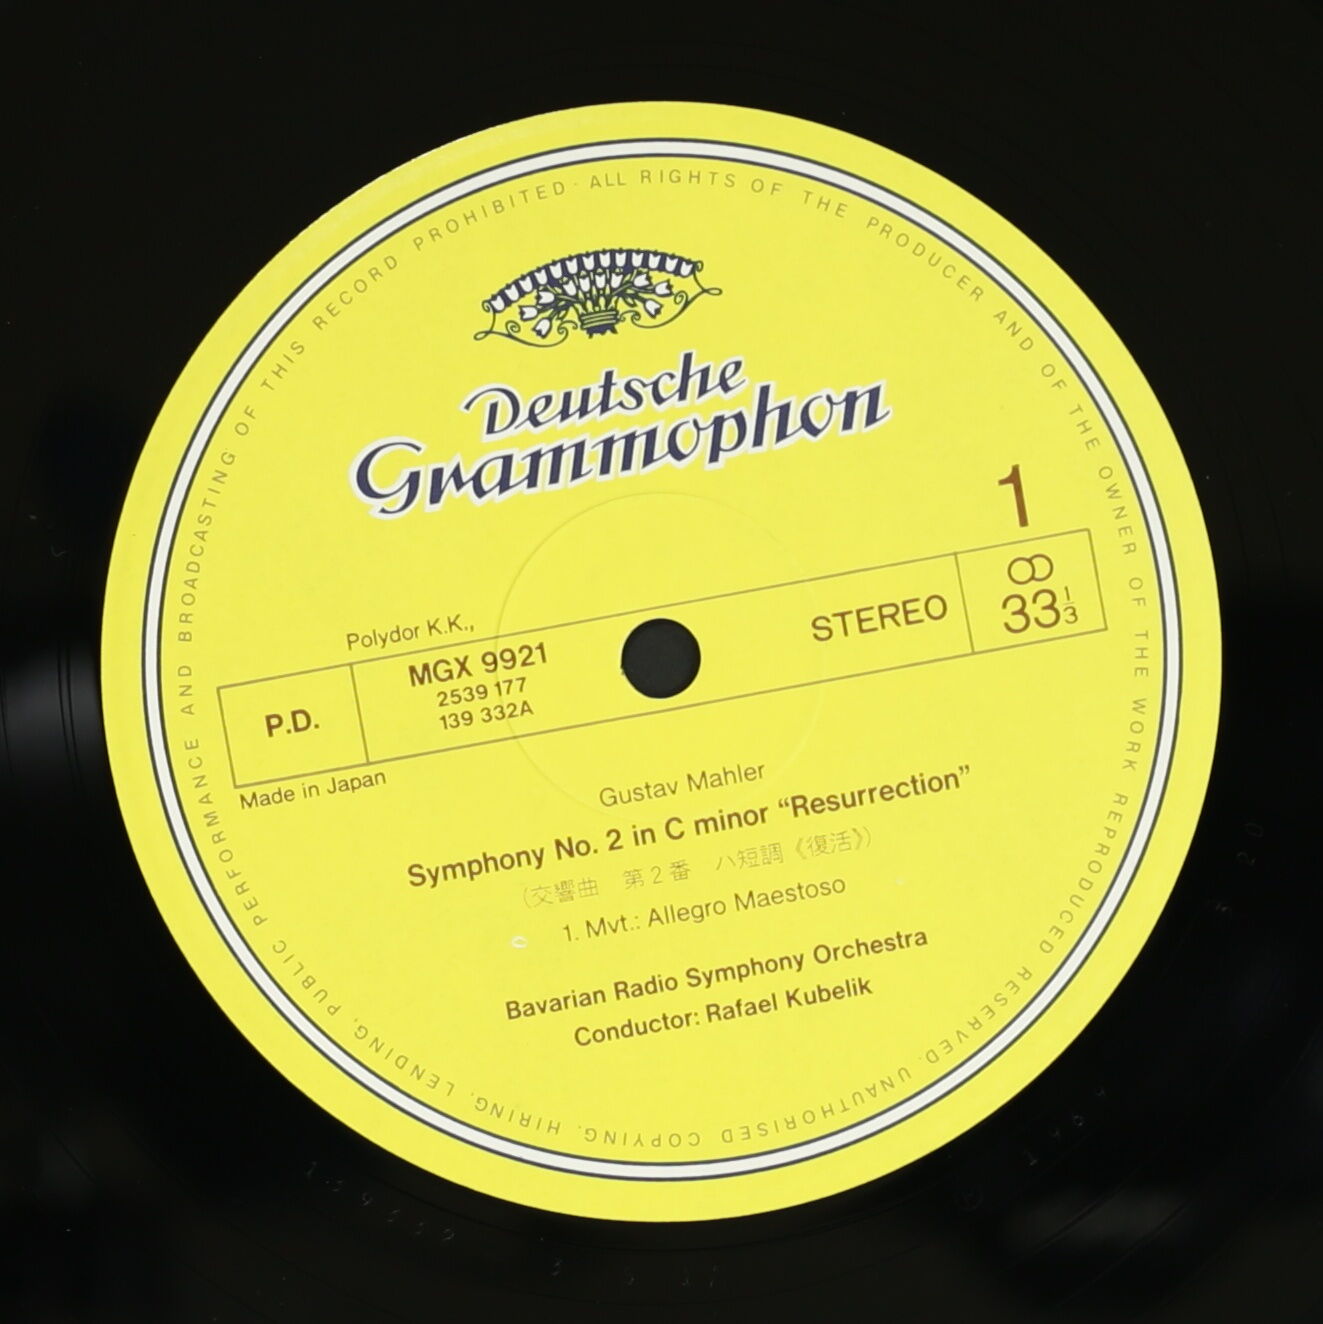 PERFORMANCE AND BROADCASTING OF THIS RECORD PROHIBITED · ALL RIGHTS OF THE PRODUCER AND OF THE OWNER OF THE WORK REPRODUCED RESERVED. UNAUTHORISED COPYING, HIRING, LENDING, PUBLIC
Deutsche
Grammophon
1
Polydor K.K.,
P.D.
MGX 9921
2539 177
139 332A
STEREO
33 1/3
Made in Japan
Gustav Mahler
Symphony No. 2 in C minor “Resurrection”
(交響曲 第2番 ハ短調《復活》)
1. Mvt.: Allegro Maestoso
Bavarian Radio Symphony Orchestra
Conductor: Rafael Kubelik